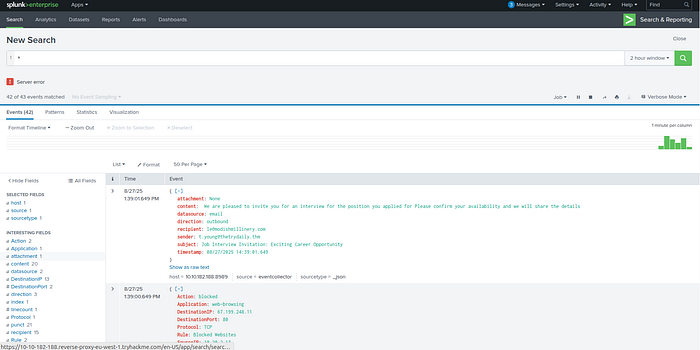 splunk>enterprise Apps ▾ 3 Messages ▾ Settings ▾ Activity ▾ Help ▾ Find
Search Analytics Datasets Reports Alerts Dashboards Search & Reporting
New Search Close
1 * 2 hour window ▾
! Server error
42 of 43 events matched No Event Sampling ▾ Job ▾ Verbose Mode ▾
Events (42) Patterns Statistics Visualization
Format Timeline ▾ — Zoom Out + Zoom to Selection × Deselect 1 minute per column
List ▾ Format 50 Per Page ▾
< Hide Fields All Fields
i Time Event
SELECTED FIELDS
a host 1
a source 1
a sourcetype 1
INTERESTING FIELDS
a Action 2
a Application 1
a attachment 1
a content 20
a datasource 2
a DestinationIP 13
# DestinationPort 2
a direction 3
a index 1
# linecount 1
a Protocol 1
a punct 21
a recipient 15
a Rule 2
> 8/27/25
1:39:01.649 PM
{ [-]
attachment: None
content: We are pleased to invite you for an interview for the position you applied for Please confirm your availability and we will share the details
datasource: email
direction: outbound
sender: t.young@thetrydaily.thm
subject: Job Interview Invitation: Exciting Career Opportunity
timestamp: 08/27/2025 14:39:01.649
}
Show as raw text
host = 10.10.182.188:8989 source = eventcollector sourcetype = _json
> 8/27/25
1:39:00.649 PM
{ [-]
Action: blocked
Application: web-browsing
DestinationIP: 67.199.248.11
DestinationPort: 80
Protocol: TCP
Rule: Blocked Websites
https://10-10-182-188.reverse-proxy-eu-west-1.tryhackme.com/en-US/app/search/searc...